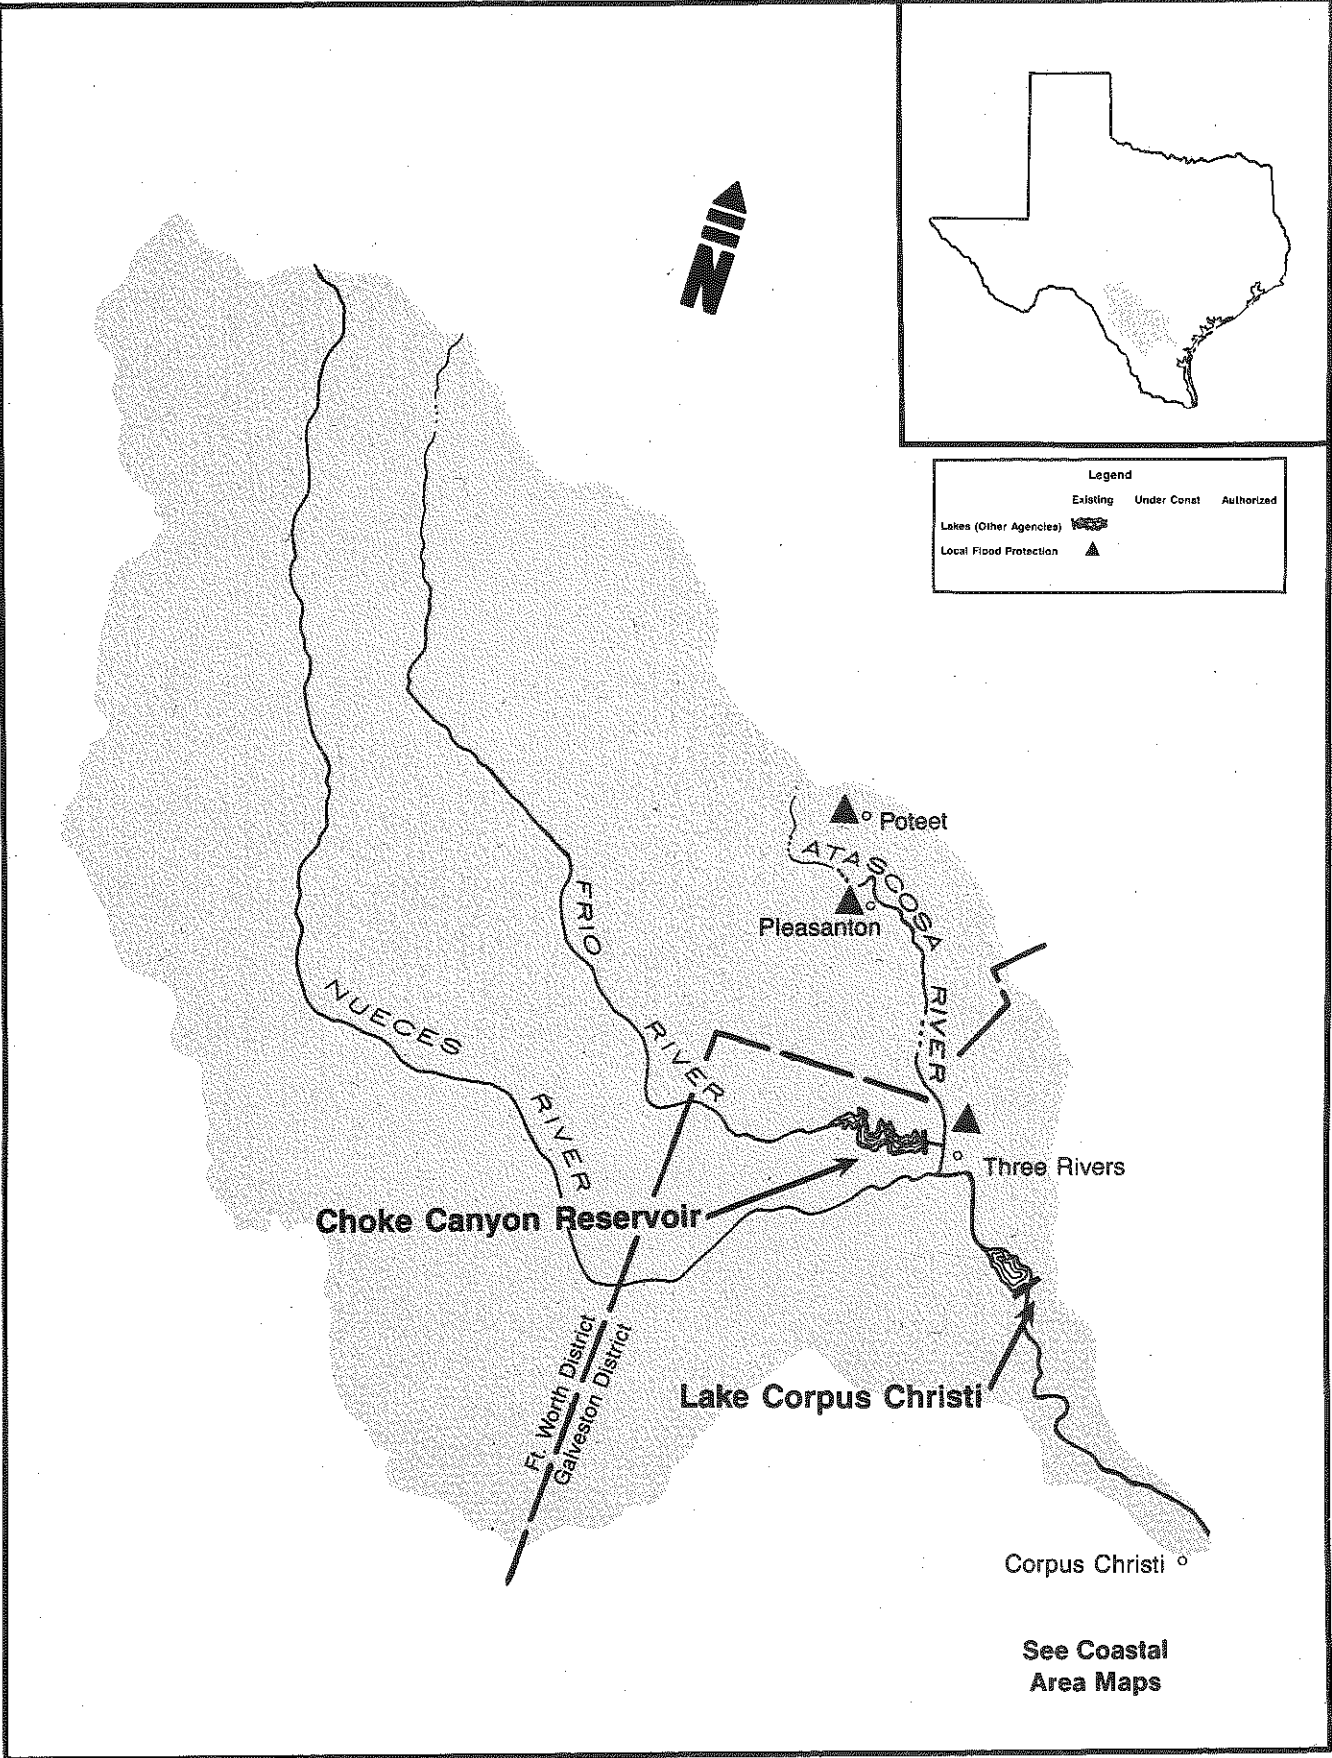 N
Legend
Existing Under Const Authorized
Lakes (Other Agencies)
Local Flood Protection
Poteet
ATASCOSA RIVER
Pleasanton
FRIO RIVER
NUECES RIVER
Three Rivers
Choke Canyon Reservoir
Ft. Worth District
Galveston District
Lake Corpus Christi
Corpus Christi
See Coastal
Area Maps